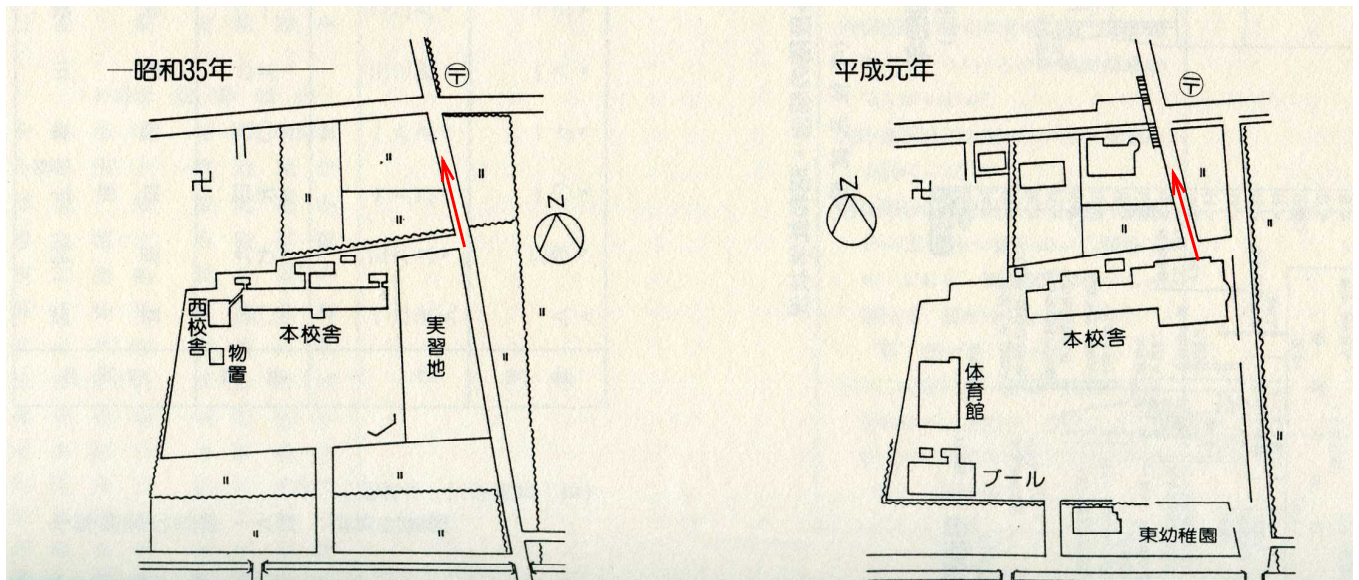 昭和35年
〒
卍
N
西校舎
物置
本校舎
実習地
平成元年
〒
卍
N
本校舎
体育館
プール
東幼稚園